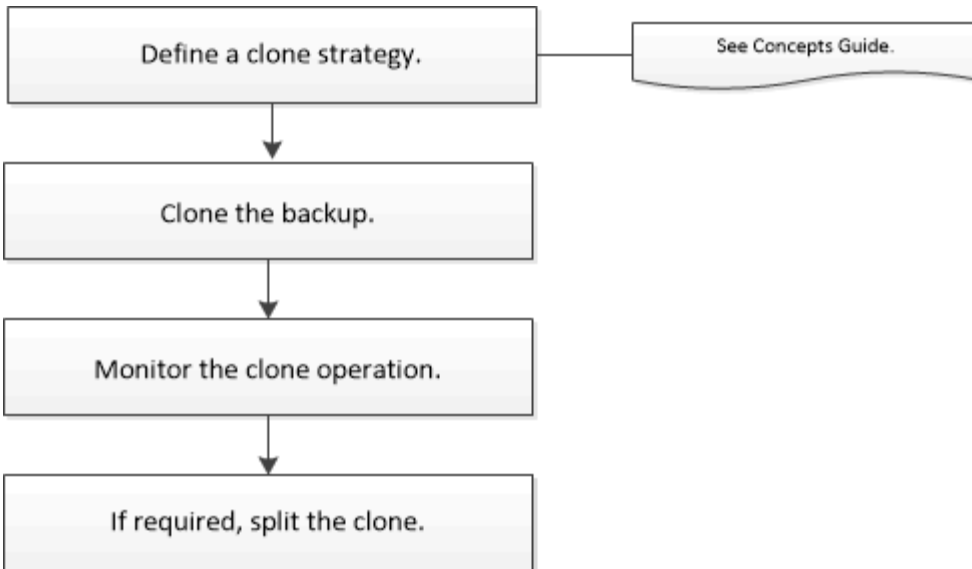 Define a clone strategy.
See Concepts Guide.
Clone the backup.
Monitor the clone operation.
If required, split the clone.